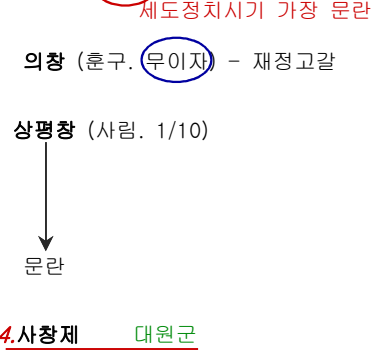 세도정치시기 가장 문란
의창 (훈구. 무이자) - 재정고갈
상평창 (사림. 1/10)
문란
4.사창제 대원군